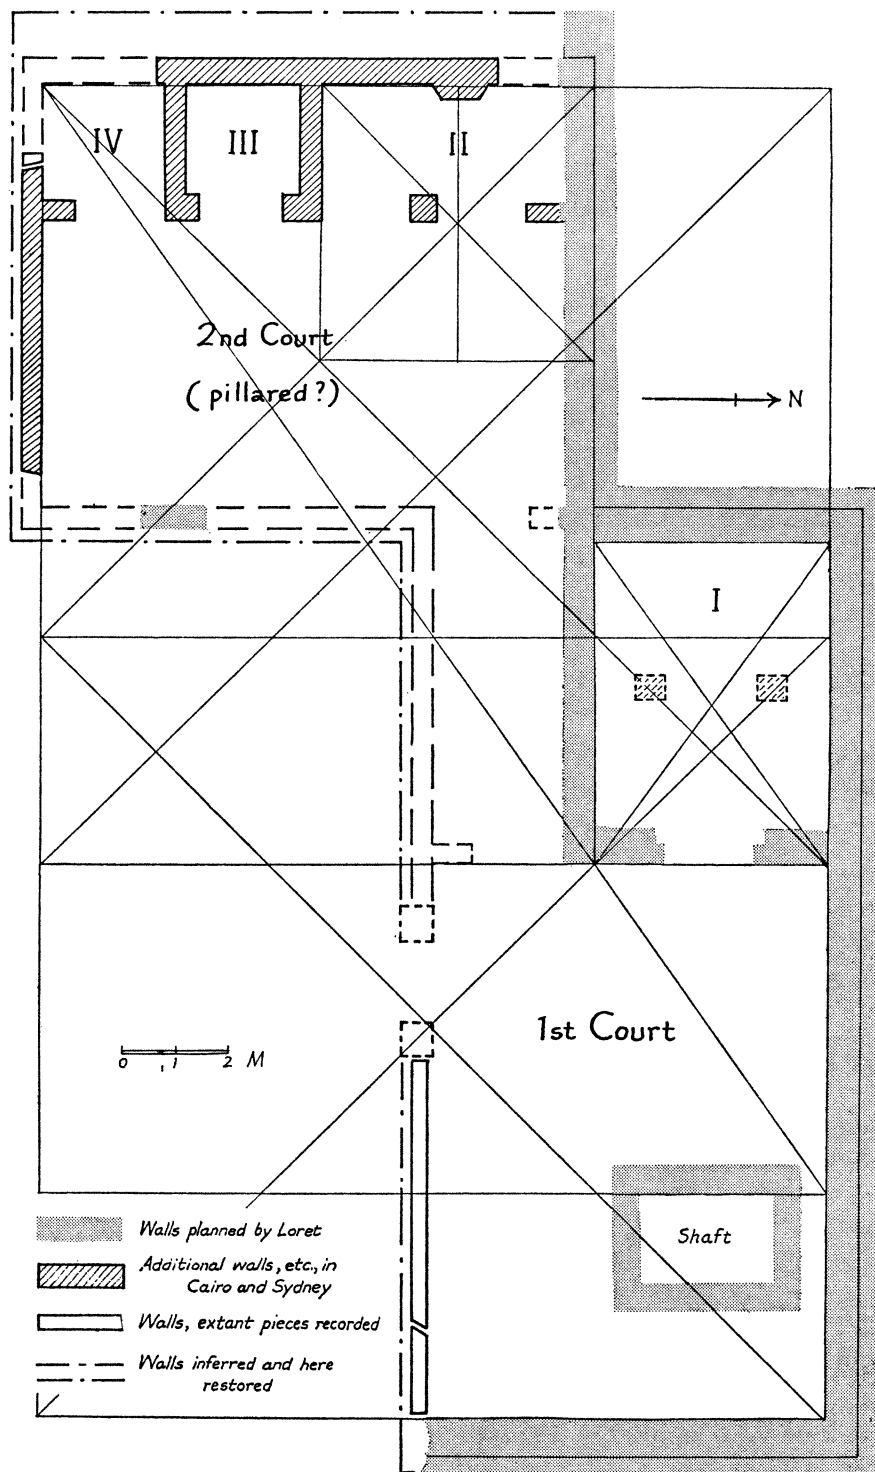 IV
III
II
2nd Court
(pillared?)
N
I
1st Court
0 1 2 M
Shaft
Walls planned by Loret
Additional walls, etc., in
Cairo and Sydney
Walls, extant pieces recorded
Walls inferred and here
restored